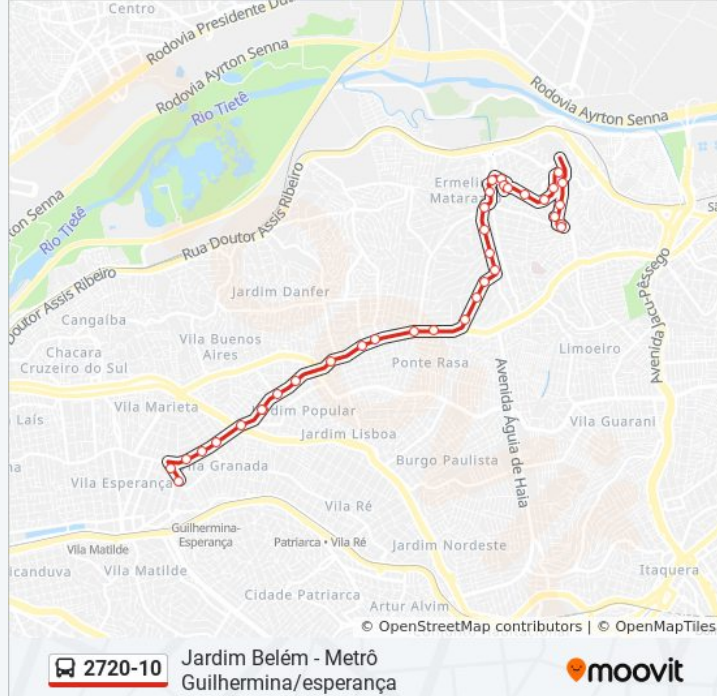 Centro
Rodovia Presidente Du
Rodovia Ayrton Senna
Rio Tietê
Rodovia Ayrton Senna
rton Senna
Rio Tietê
Ermelino
Matarazzo
Rua Doutor Assis Ribeiro
Doutor Assis Ribeiro
Avenida Jacu-Pêssego
Jardim Danfer
Cangaíba
Vila Buenos
Aires
Chacara
Cruzeiro do Sul
Ponte Rasa
Limoeiro
Avenida Águia de Haia
Vila Marieta
Jardim Popular
Laís
Vila Guarani
Jardim Lisboa
Vila Granada
Burgo Paulista
Vila Esperança
Vila Ré
Guilhermina-
Esperança
Patriarca • Vila Ré
Vila Matilde
Jardim Nordeste
icanduva
Vila Matilde
Itaquera
Cidade Patriarca
Artur Alvim
© OpenStreetMap contributors | © OpenMapTiles
2720-10
Jardim Belém - Metrô
Guilhermina/esperança
moovit